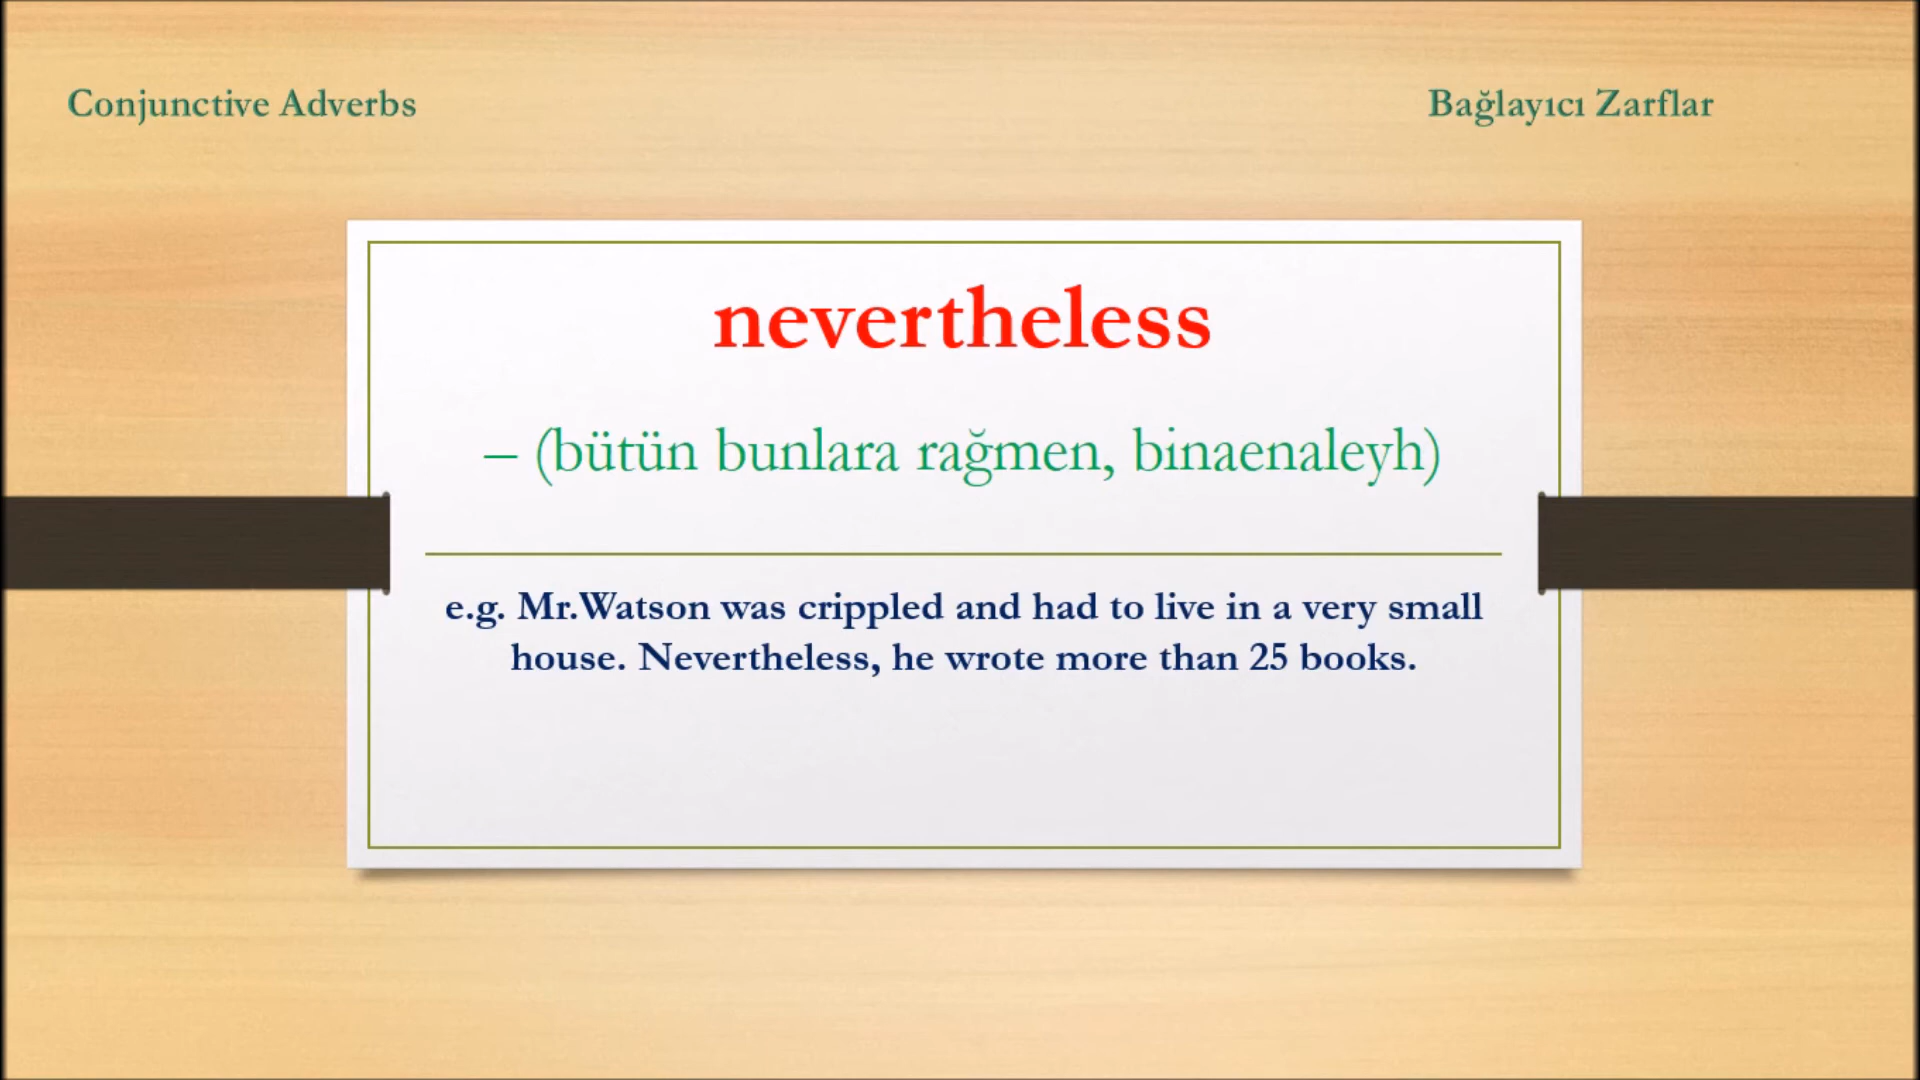 Conjunctive Adverbs
Bağlayıcı Zarflar
nevertheless
– (bütün bunlara rağmen, binaenaleyh)
e.g. Mr.Watson was crippled and had to live in a very small
house. Nevertheless, he wrote more than 25 books.